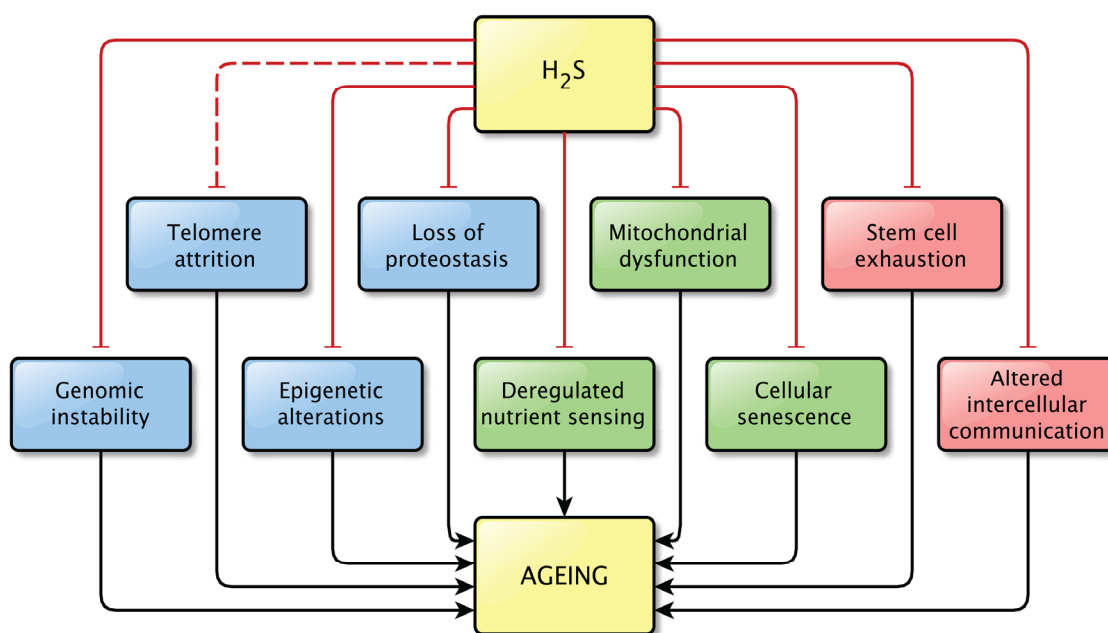 H₂S
Telomere
attrition
Loss of
proteostasis
Mitochondrial
dysfunction
Stem cell
exhaustion
Genomic
instability
Epigenetic
alterations
Deregulated
nutrient sensing
Cellular
senescence
Altered
intercellular
communication
AGEING